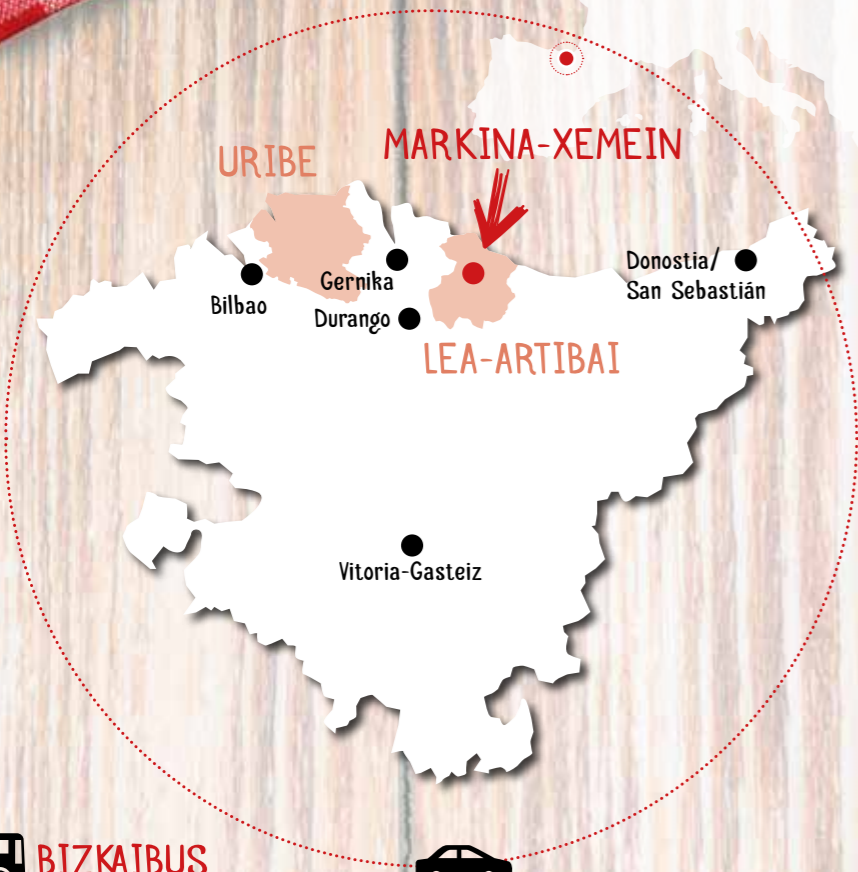 URIBE
MARKINA-XEMEIN
Bilbao
Gernika
Durango
Donostia/
San Sebastián
LEA-ARTIBAI
Vitoria-Gasteiz
BIZKAIBUS